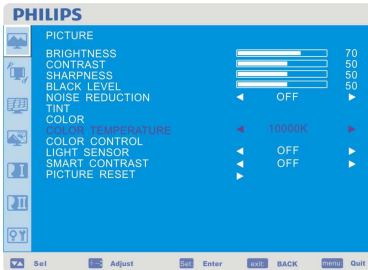 PHILIPS
PICTURE
BRIGHTNESS 70
CONTRAST 50
SHARPNESS 50
BLACK LEVEL 50
NOISE REDUCTION OFF
TINT
COLOR
COLOR TEMPERATURE 10000K
COLOR CONTROL
LIGHT SENSOR OFF
SMART CONTRAST OFF
PICTURE RESET
Sel Adjust Set Enter exit: BACK menu: Quit